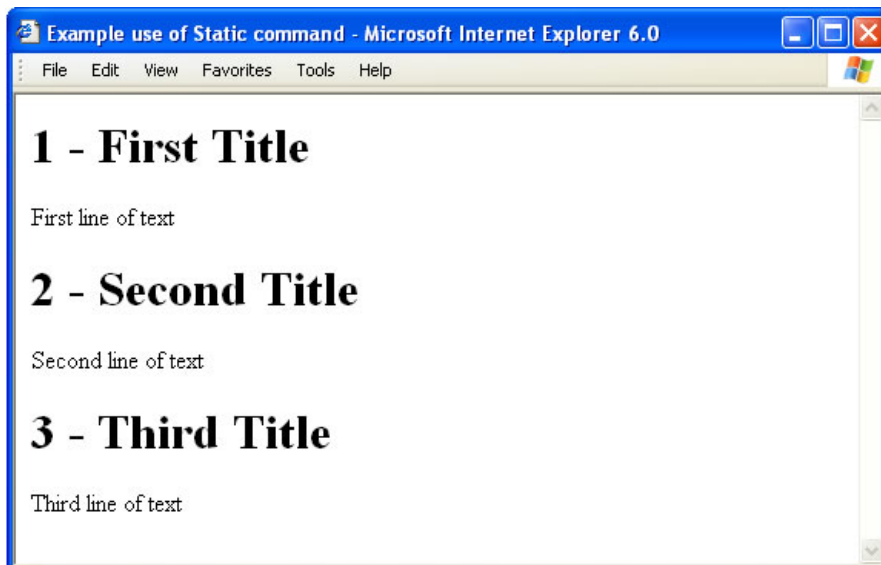 Example use of Static command - Microsoft Internet Explorer 6.0
File Edit View Favorites Tools Help
1 - First Title
First line of text
2 - Second Title
Second line of text
3 - Third Title
Third line of text